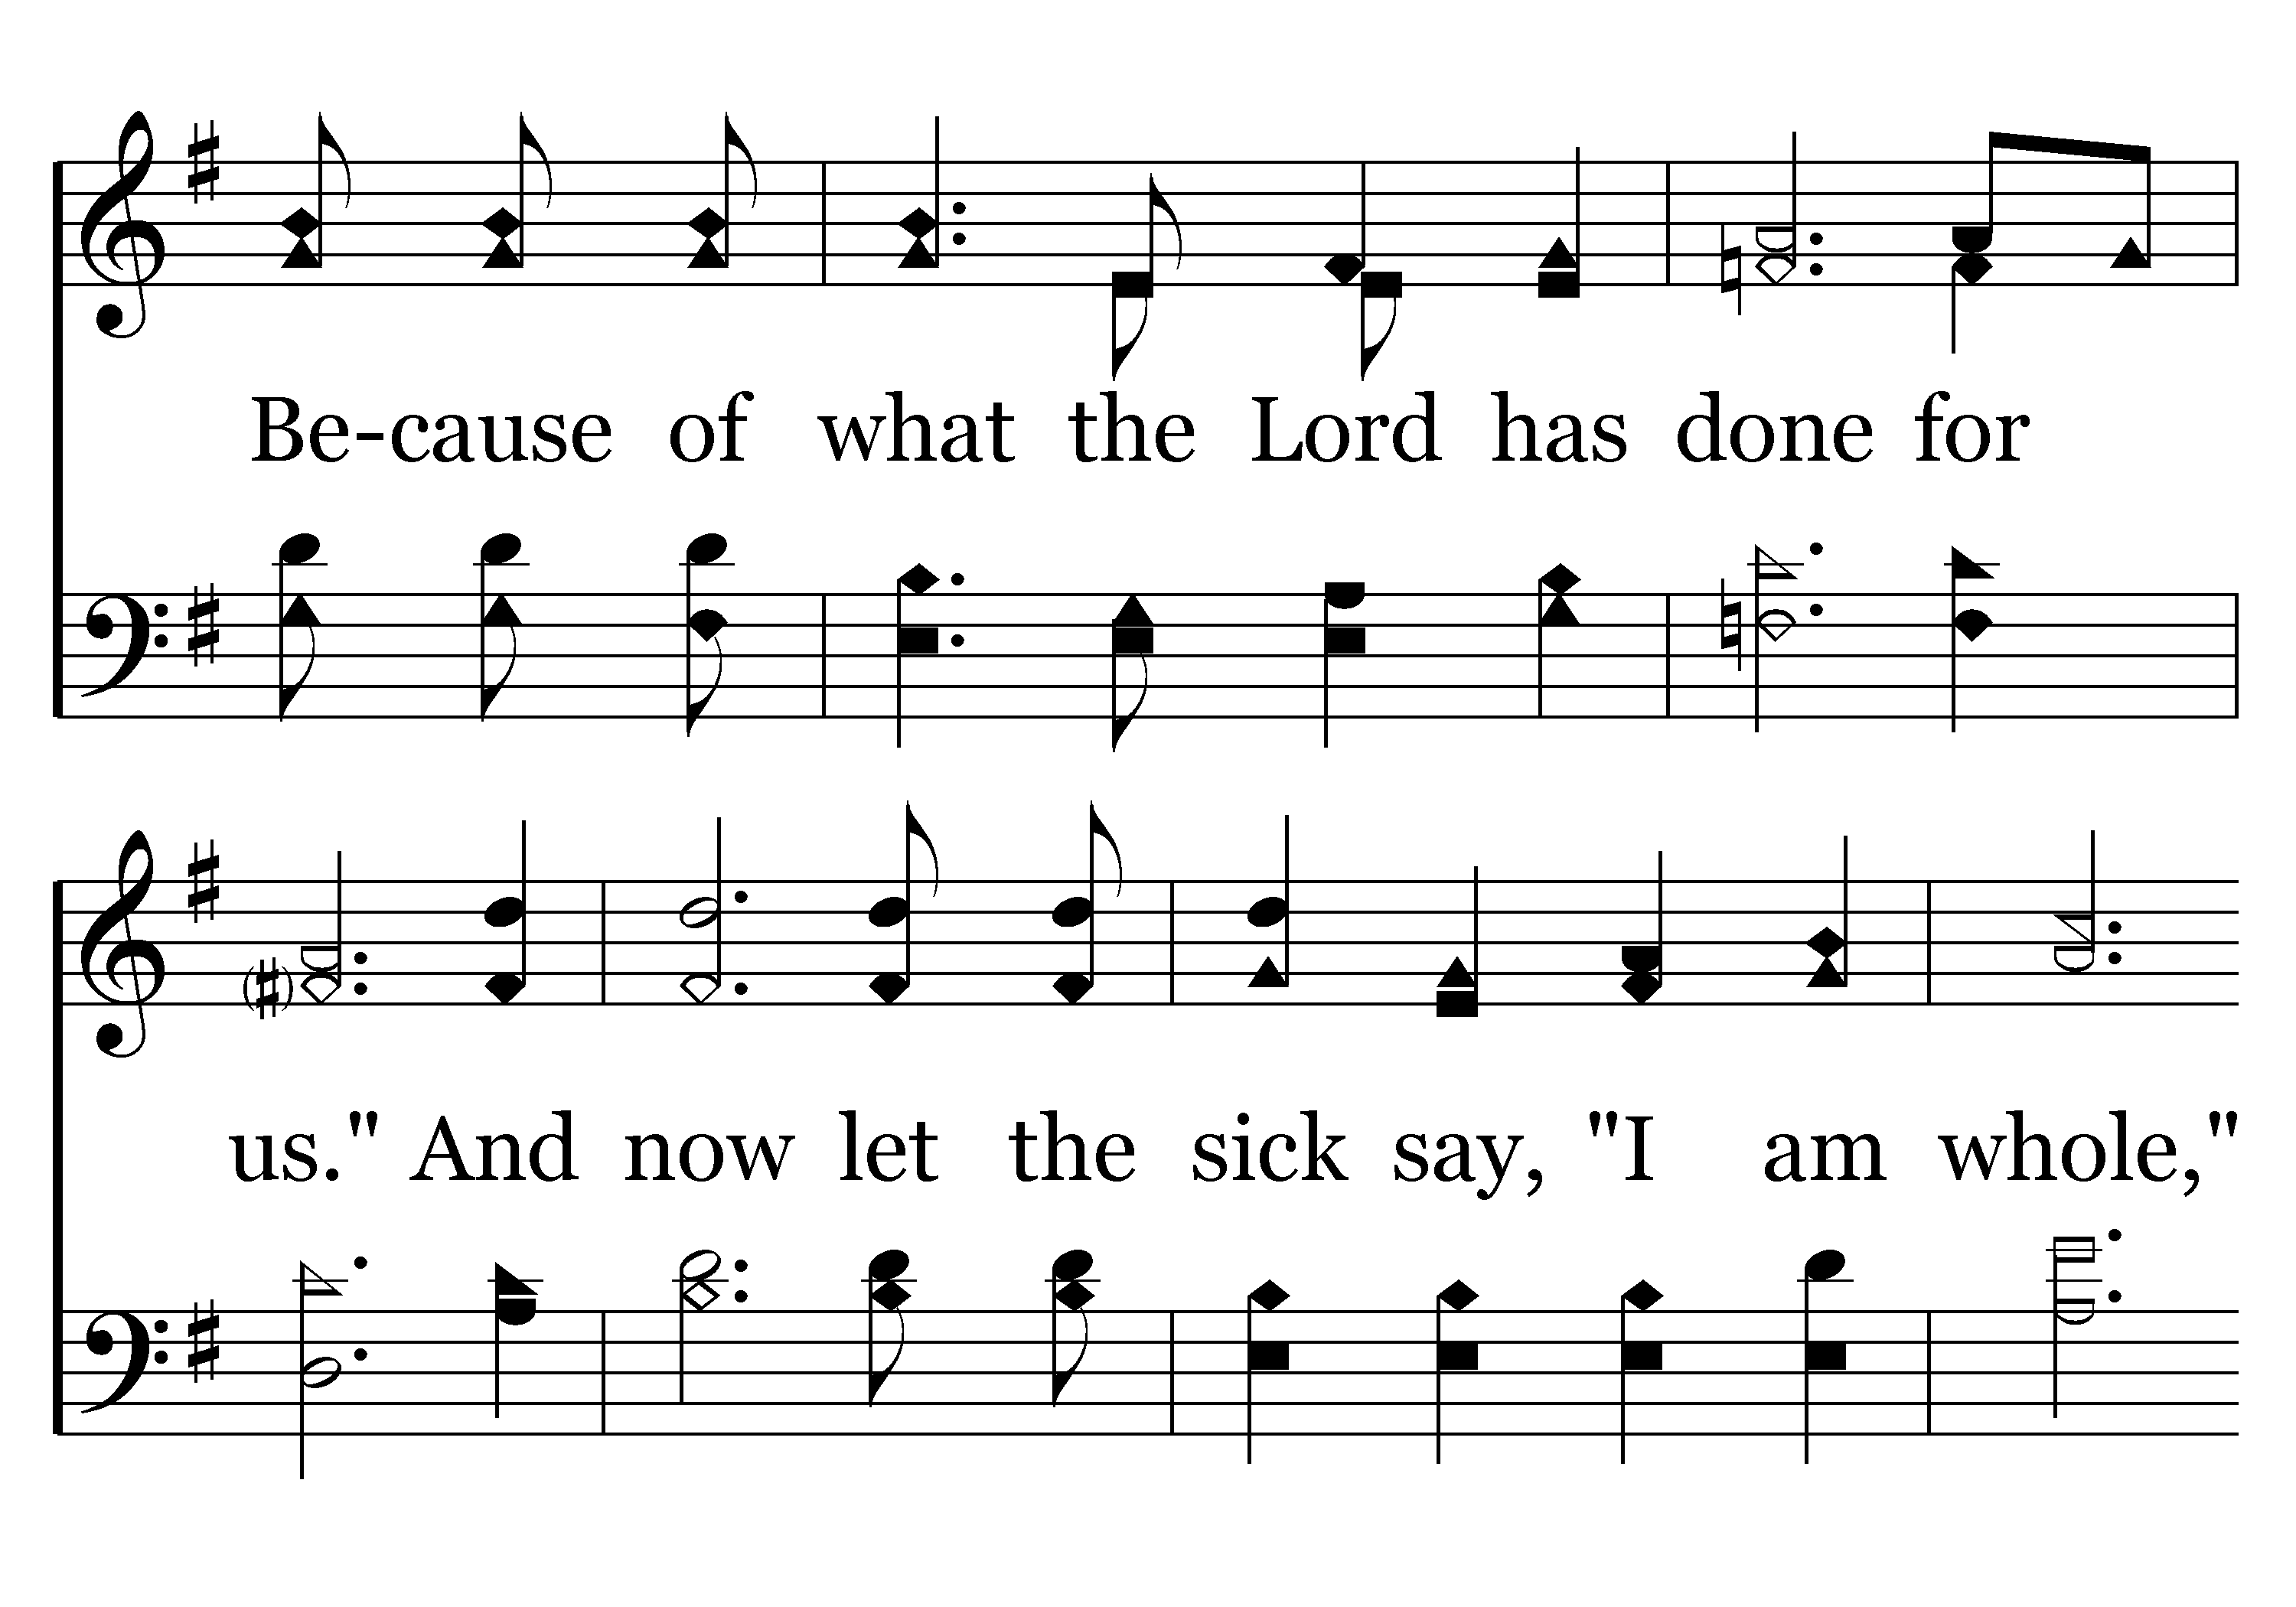 Be-cause of what the Lord has done for
us." And now let the sick say, "I am whole,"